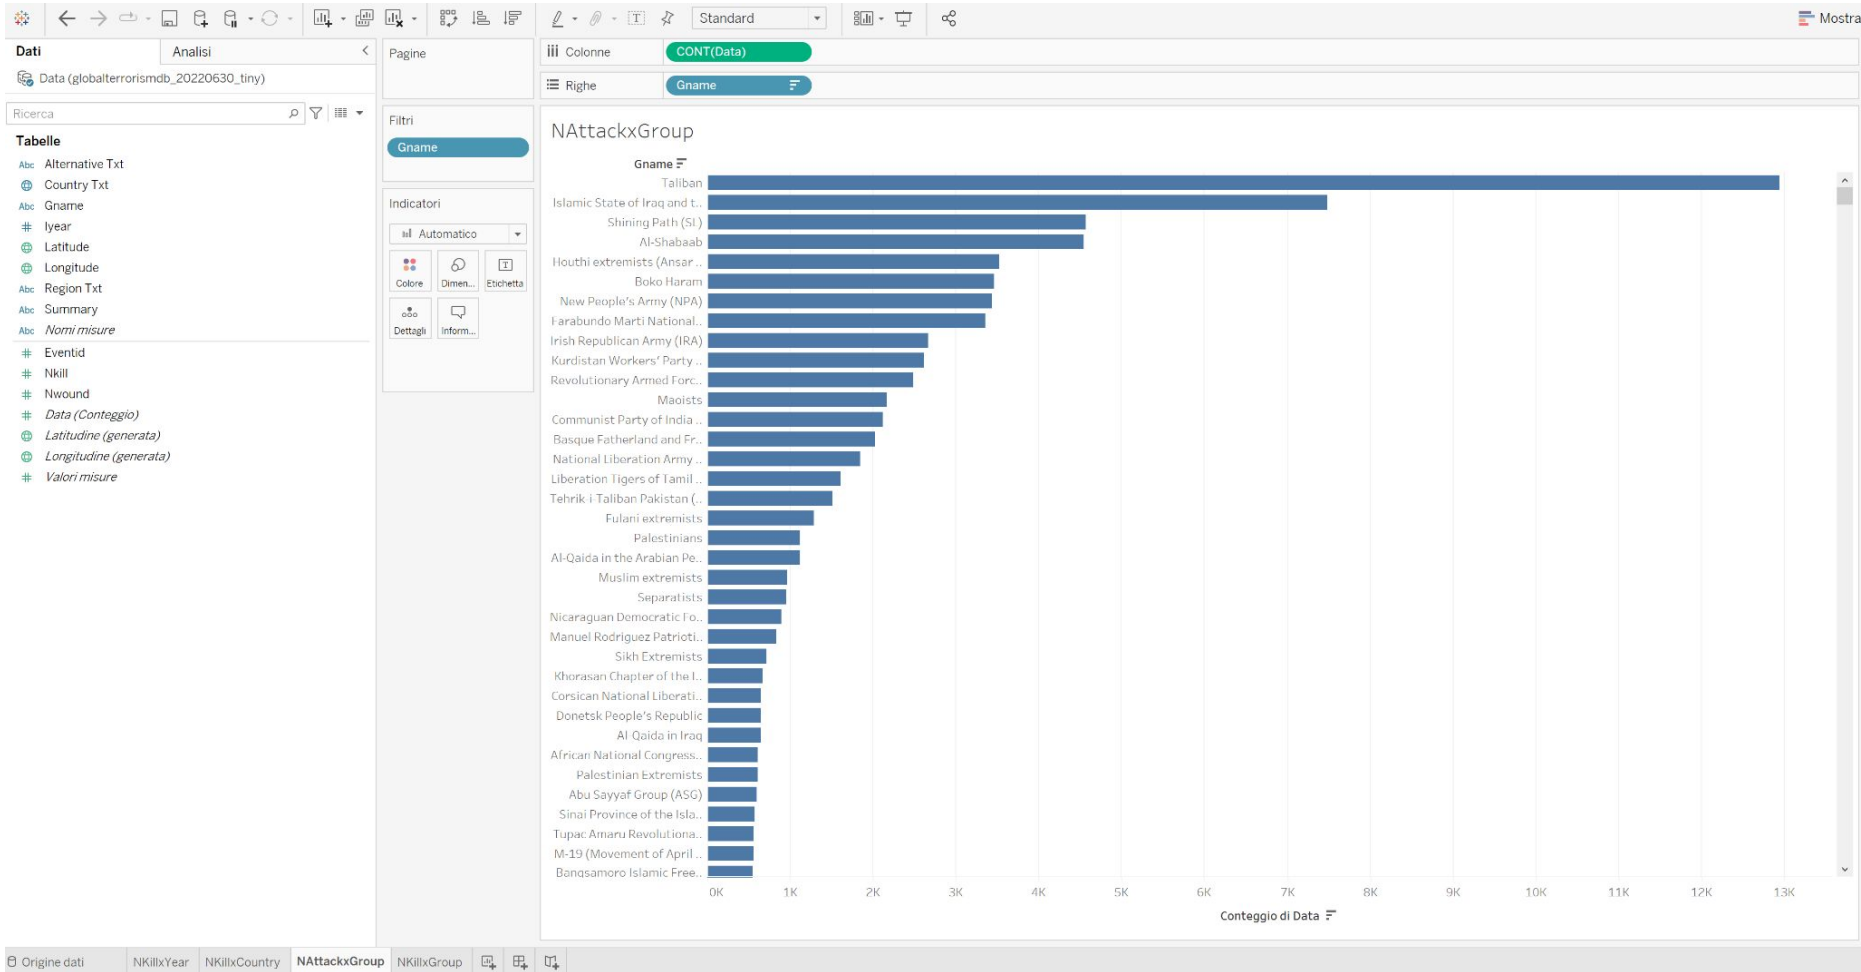 Standard
Mostra
Dati
Analisi
Data (globalterrorismdb_20220630_tiny)
Ricerca
Tabelle
Abc Alternative Txt
Country Txt
Abc Gname
# Iyear
Latitude
Longitude
Abc Region Txt
Abc Summary
Abc Nomi misure
# Eventid
# Nkill
# Nwound
# Data (Conteggio)
Latitudine (generata)
Longitudine (generata)
# Valori misure
Pagine
Filtri
Gname
Indicatori
Automatico
Colore
Dimen...
Etichetta
Dettagli
Inform...
Colonne
CONT(Data)
Righe
Gname
NAttackxGroup
Gname
Taliban
Islamic State of Iraq and t..
Shining Path (SL)
Al-Shabaab
Houthi extremists (Ansar ..
Boko Haram
New People's Army (NPA)
Farabundo Marti National..
Irish Republican Army (IRA)
Kurdistan Workers' Party ..
Revolutionary Armed Forc..
Maoists
Communist Party of India ..
Basque Fatherland and Fr..
National Liberation Army ..
Liberation Tigers of Tamil ..
Tehrik-i-Taliban Pakistan (..
Fulani extremists
Palestinians
Al-Qaida in the Arabian Pe..
Muslim extremists
Separatists
Nicaraguan Democratic Fo..
Manuel Rodriguez Patrioti..
Sikh Extremists
Khorasan Chapter of the I..
Corsican National Liberati..
Donetsk People's Republic
Al-Qaida in Iraq
African National Congress..
Palestinian Extremists
Abu Sayyaf Group (ASG)
Sinai Province of the Isla..
Tupac Amaru Revolutiona..
M-19 (Movement of April ..
Bangsamoro Islamic Free..
0K 1K 2K 3K 4K 5K 6K 7K 8K 9K 10K 11K 12K 13K
Conteggio di Data
Origine dati
NKillxYear
NKillxCountry
NAttackxGroup
NKillxGroup